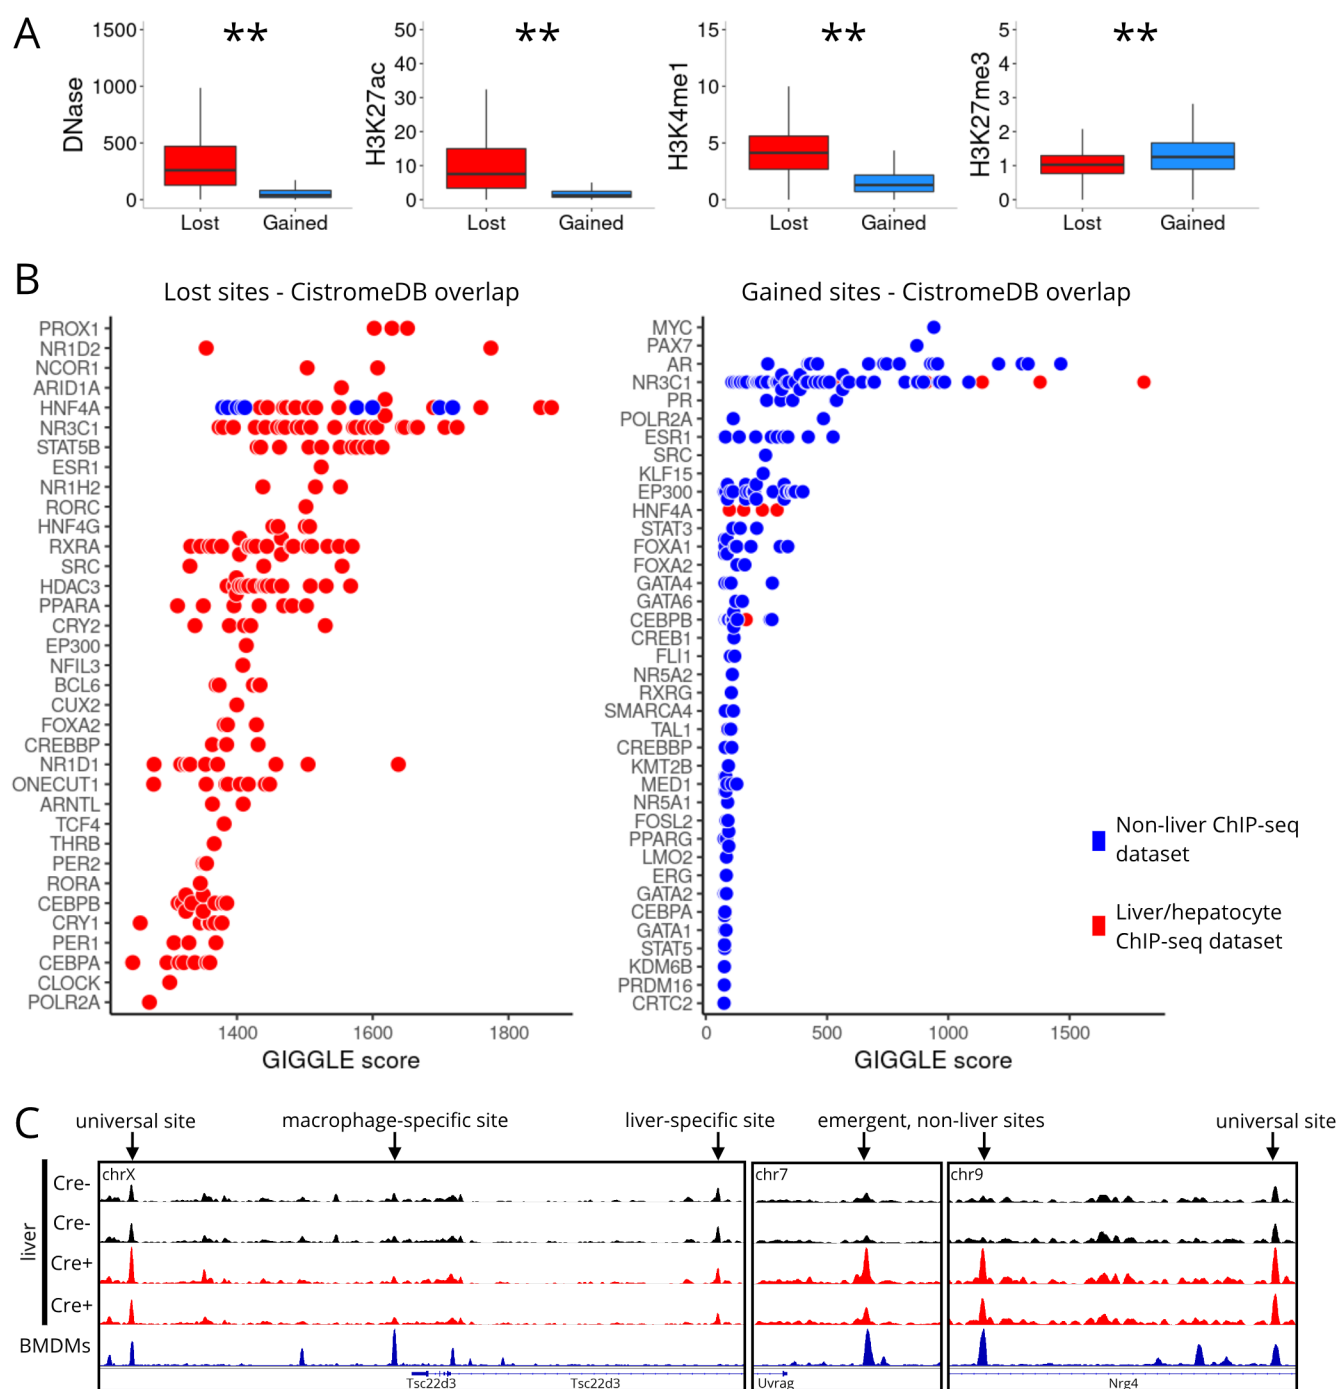 A
1500
1000
500
0
DNase
**
Lost
Gained
50
40
30
20
10
0
H3K27ac
**
Lost
Gained
15
10
5
0
H3K4me1
**
Lost
Gained
5
4
3
2
1
0
H3K27me3
**
Lost
Gained
B
Lost sites - CistromeDB overlap
PROX1
NR1D2
NCOR1
ARID1A
HNF4A
NR3C1
STAT5B
ESR1
NR1H2
RORC
HNF4G
RXRA
SRC
HDAC3
PPARA
CRY2
EP300
NFIL3
BCL6
CUX2
FOXA2
CREBBP
NR1D1
ONECUT1
ARNTL
TCF4
THRB
PER2
RORA
CEBPB
CRY1
PER1
CEBPA
CLOCK
POLR2A
1400
1600
1800
GIGGLE score
Gained sites - CistromeDB overlap
MYC
PAX7
AR
NR3C1
PR
POLR2A
ESR1
SRC
KLF15
EP300
HNF4A
STAT3
FOXA1
FOXA2
GATA4
GATA6
CEBPB
CREB1
FLI1
NR5A2
RXRG
SMARCA4
TAL1
CREBBP
KMT2B
MED1
NR5A1
FOSL2
PPARG
LMO2
ERG
GATA2
CEBPA
GATA1
STAT5
KDM6B
PRDM16
CRTC2
0
500
1000
1500
GIGGLE score
Non-liver ChIP-seq
dataset
Liver/hepatocyte
ChIP-seq dataset
C
universal site
macrophage-specific site
liver-specific site
emergent, non-liver sites
universal site
chrX
chr7
chr9
liver
Cre-
Cre-
Cre+
Cre+
BMDMs
Tsc22d3
Tsc22d3
Uvrag
Nrg4